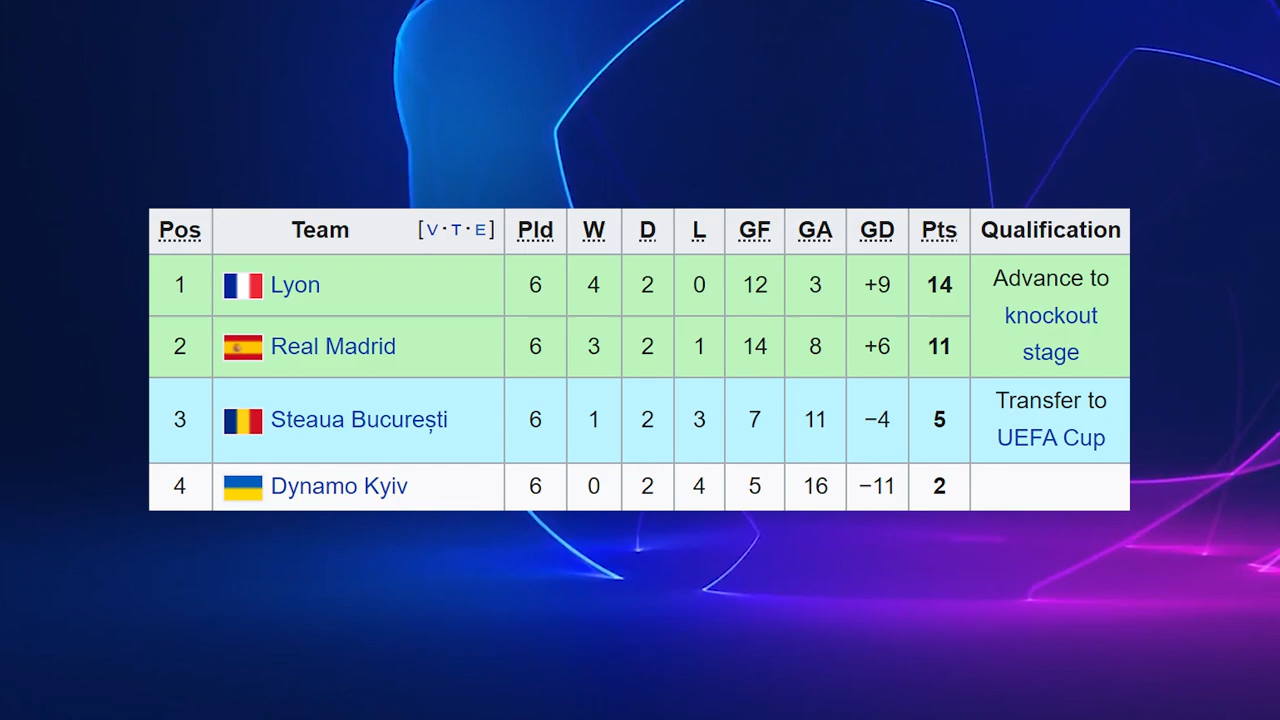 Pos Team [V·T·E] Pld W D L GF GA GD Pts Qualification
1 Lyon 6 4 2 0 12 3 +9 14 Advance to
knockout
2 Real Madrid 6 3 2 1 14 8 +6 11 stage
3 Steaua București 6 1 2 3 7 11 −4 5 Transfer to
UEFA Cup
4 Dynamo Kyiv 6 0 2 4 5 16 −11 2